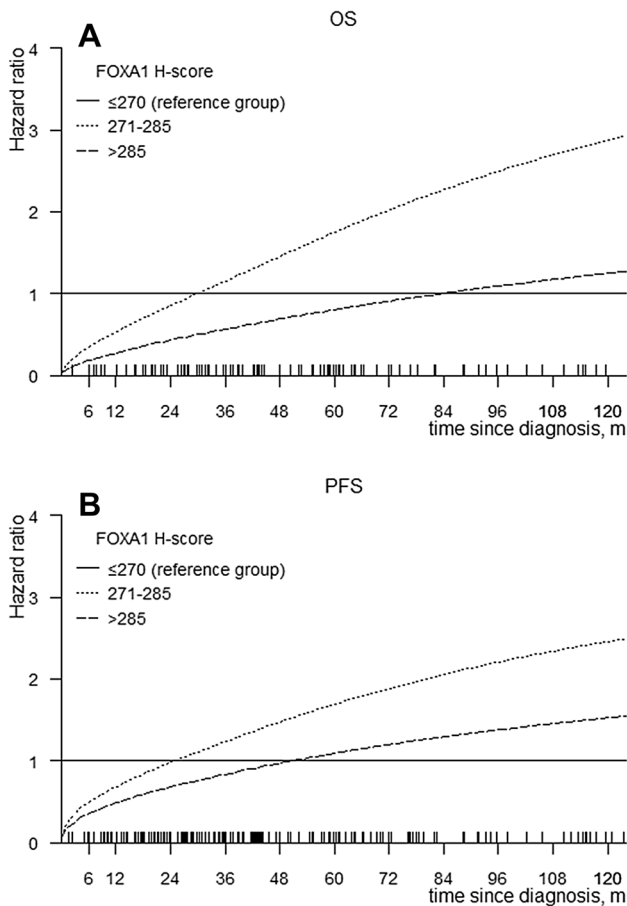 OS
A
4
3
2
1
0
Hazard ratio
FOXA1 H-score
≤270 (reference group)
271-285
>285
6 12 24 36 48 60 72 84 96 108 120
time since diagnosis, m
PFS
B
4
3
2
1
0
Hazard ratio
FOXA1 H-score
≤270 (reference group)
271-285
>285
6 12 24 36 48 60 72 84 96 108 120
time since diagnosis, m